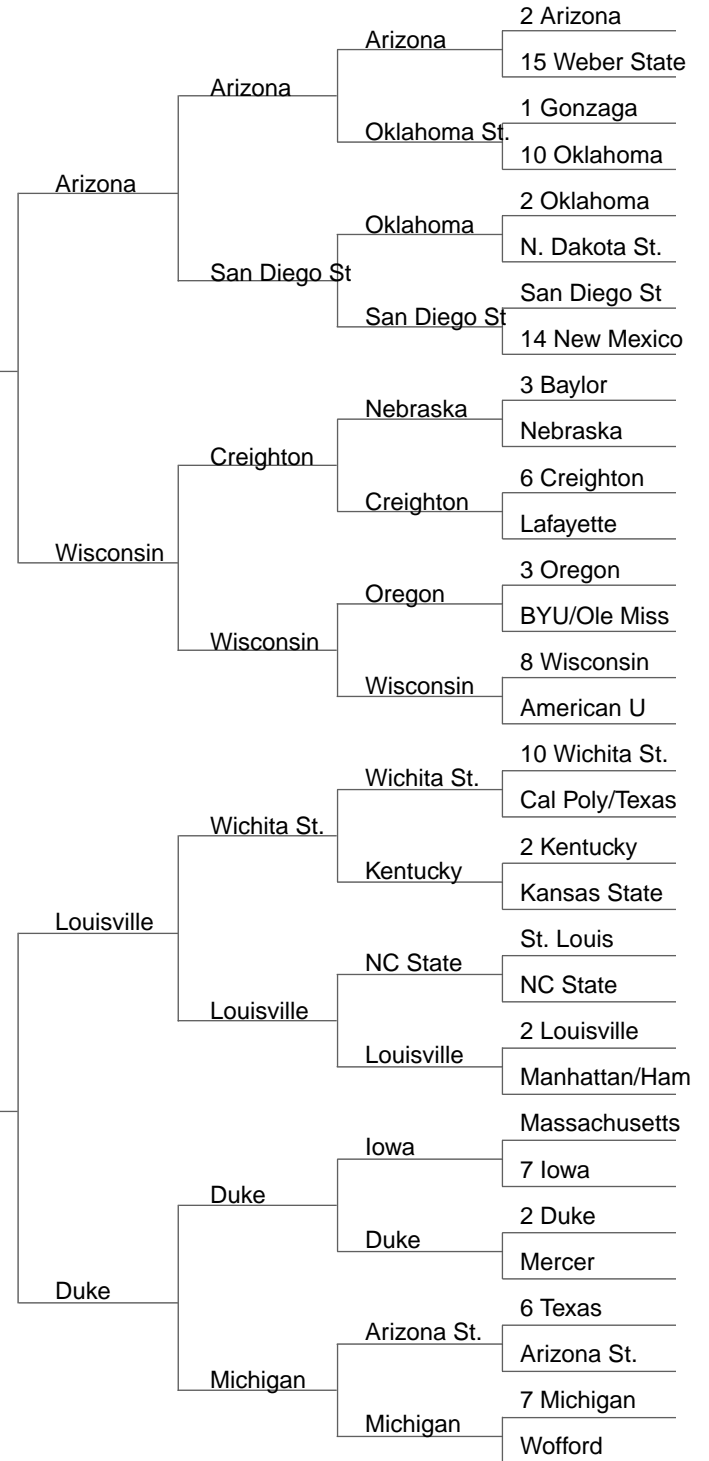 2 Arizona
Arizona
15 Weber State
Arizona
1 Gonzaga
Oklahoma St.
10 Oklahoma
Arizona
2 Oklahoma
Oklahoma
N. Dakota St.
San Diego St
San Diego St
San Diego St
14 New Mexico
3 Baylor
Nebraska
Nebraska
Creighton
6 Creighton
Creighton
Lafayette
Wisconsin
3 Oregon
Oregon
BYU/Ole Miss
Wisconsin
8 Wisconsin
Wisconsin
American U
10 Wichita St.
Wichita St.
Cal Poly/Texas
Wichita St.
2 Kentucky
Kentucky
Kansas State
Louisville
St. Louis
NC State
NC State
Louisville
2 Louisville
Louisville
Manhattan/Ham
Massachusetts
Iowa
7 Iowa
Duke
2 Duke
Duke
Mercer
Duke
6 Texas
Arizona St.
Arizona St.
Michigan
7 Michigan
Michigan
Wofford